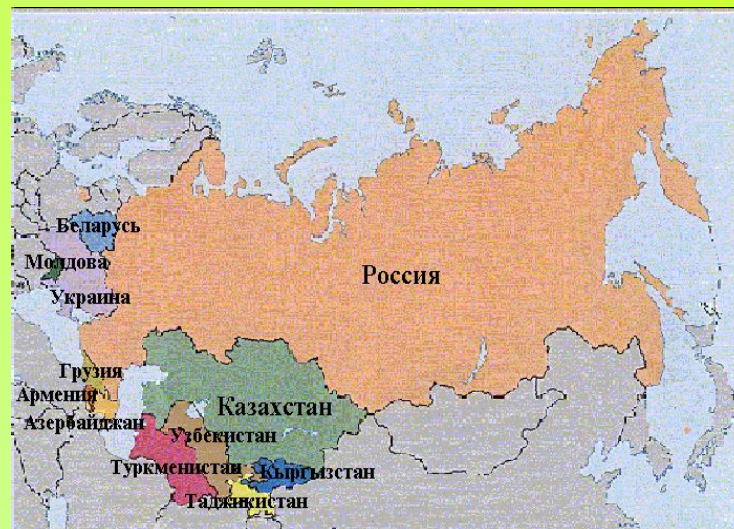 Беларусь
Молдова
Россия
Украина
Грузия
Армения
Казахстан
Азербайджан
Узбекистан
Туркменистан
Кыргызстан
Таджикистан